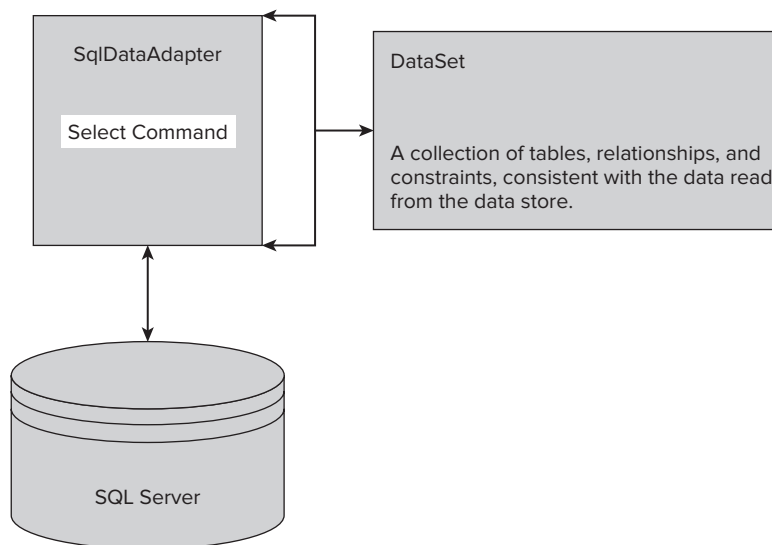 SqlDataAdapter
Select Command
DataSet
A collection of tables, relationships, and
constraints, consistent with the data read
from the data store.
SQL Server